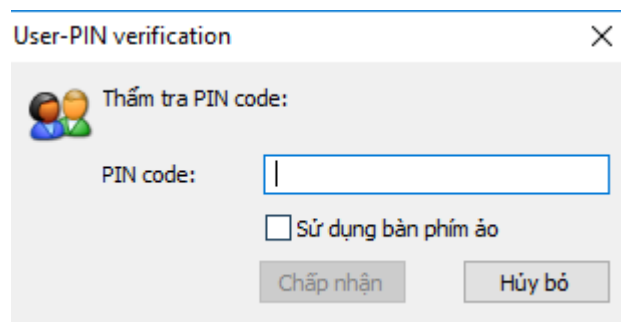 User-PIN verification
Thẩm tra PIN code:
PIN code:
Sử dụng bàn phím ảo
Chấp nhận Hủy bỏ